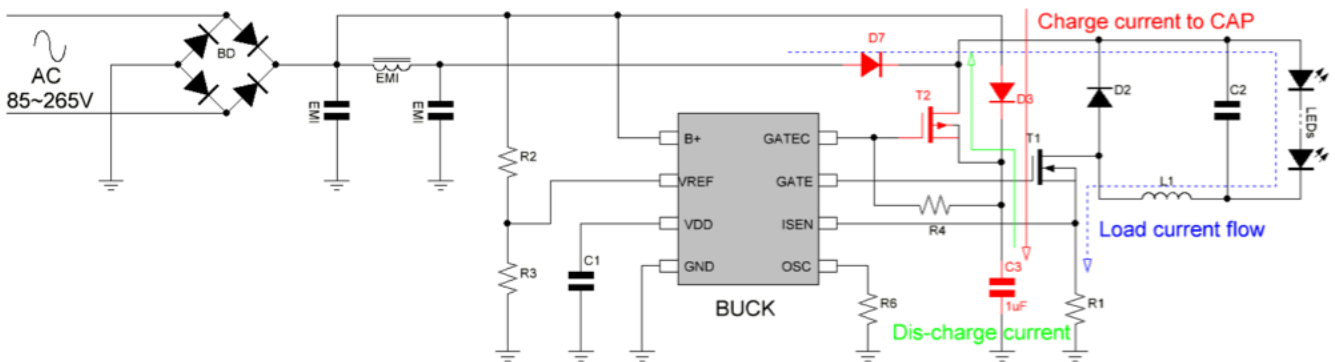 Charge current to CAP
D7
BD
AC
85~265V
EMI
EMI
EMI
D3
D2
C2
LEDs
T2
T1
B+
GATEC
R2
VREF
GATE
L1
VDD
ISEN
R4
Load current flow
C1
R3
GND
OSC
C3
1uF
R6
R1
BUCK
Dis-charge current